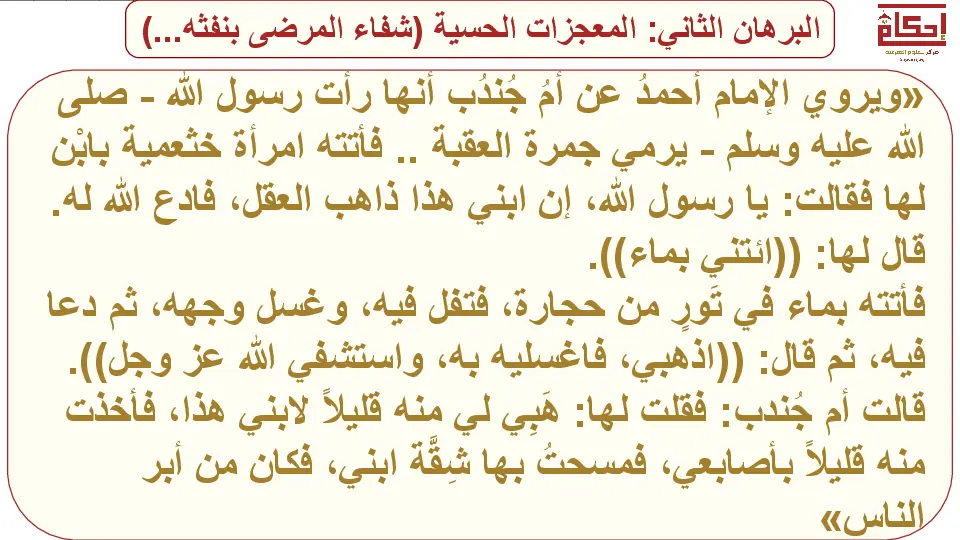 البرهان الثاني: المعجزات الحسية (شفاء المرضى بنفثه...)
إحكام
«ويروي الإمام أحمدُ عن أمُ جُندُب أنها رأت رسول الله - صلى
الله عليه وسلم - يرمي جمرة العقبة .. فأتته امرأة خثعمية بابْن
لها فقالت: يا رسول الله، إن ابني هذا ذاهب العقل، فادع الله له.
قال لها: ((ائتني بماء)).
فأتته بماء في تَورٍ من حجارة، فتفل فيه، وغسل وجهه، ثم دعا
فيه، ثم قال: ((اذهبي، فاغسليه به، واستشفي الله عز وجل)).
قالت أم جُندب: فقلت لها: هَبِي لي منه قليلاً لابني هذا، فأخذت
منه قليلاً بأصابعي، فمسحتُ بها شِقَّة ابني، فكان من أبر
الناس»